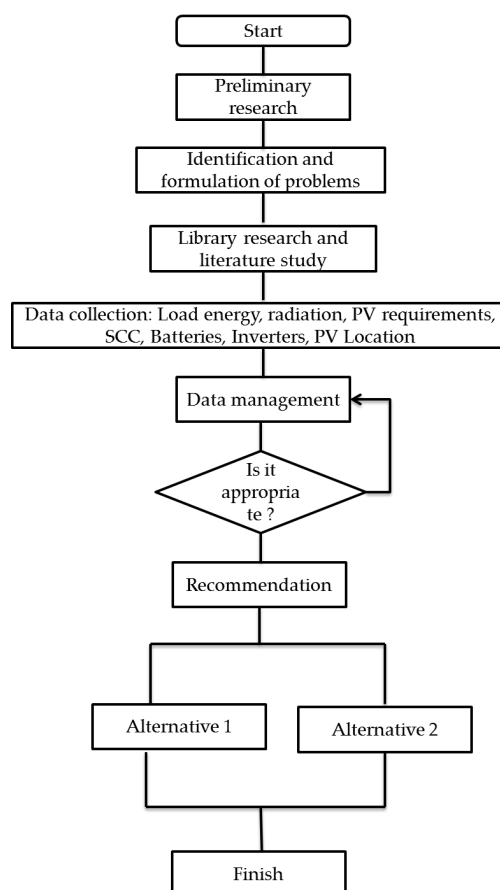 Start
Preliminary
research
Identification and
formulation of problems
Library research and
literature study
Data collection: Load energy, radiation, PV requirements,
SCC, Batteries, Inverters, PV Location
Data management
Is it
appropria
te ?
Recommendation
Alternative 1
Alternative 2
Finish